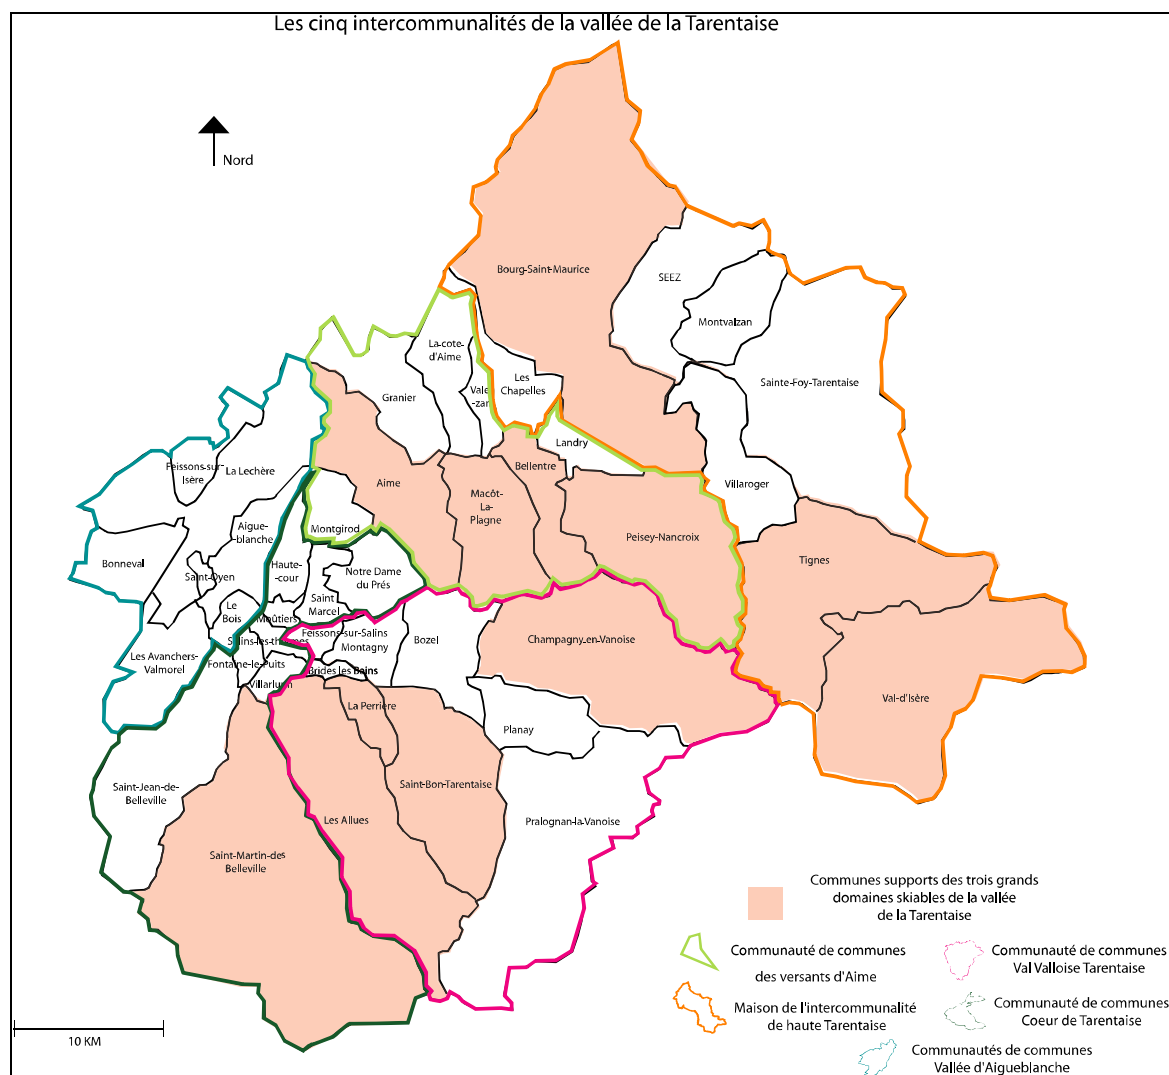 Les cinq intercommunalités de la vallée de la Tarentaise
Nord
Bourg-Saint-Maurice
SEEZ
Montvalzan
La-cote-
d'Aime
Les
Chapelles
Vale
-zan
Sainte-Foy-Tarentaise
Granier
Landry
Feissons-sur-
Isère
La Lechère
Bellentre
Villaroger
Aime
Macôt-
La-
Plagne
Aigue-
blanche
Montgirod
Peisey-Nancroix
Bonneval
Haute-
cour
Notre Dame
du Prés
Tignes
Saint-Oyen
Saint
Marcel
Le
Bois
Moûtiers
Salins-les-thermes
Feissons-sur-Salins
Montagny
Bozel
Champagny-en-Vanoise
Les Avanchers-
Valmorel
Fontaine-le-Puits
Brides les Bains
Villarlurin
Val-d'Isère
La Perrière
Planay
Saint-Jean-de-
Belleville
Saint-Bon-Tarentaise
Les Allues
Pralognan-la-Vanoise
Saint-Martin-des
Belleville
Communes supports des trois grands
domaines skiables de la vallée
de la Tarentaise
Communauté de communes
des versants d'Aime
Communauté de communes
Val Valloise Tarentaise
Maison de l'intercommunalité
de haute Tarentaise
Communauté de communes
Coeur de Tarentaise
Communautés de communes
Vallée d'Aigueblanche
10 KM